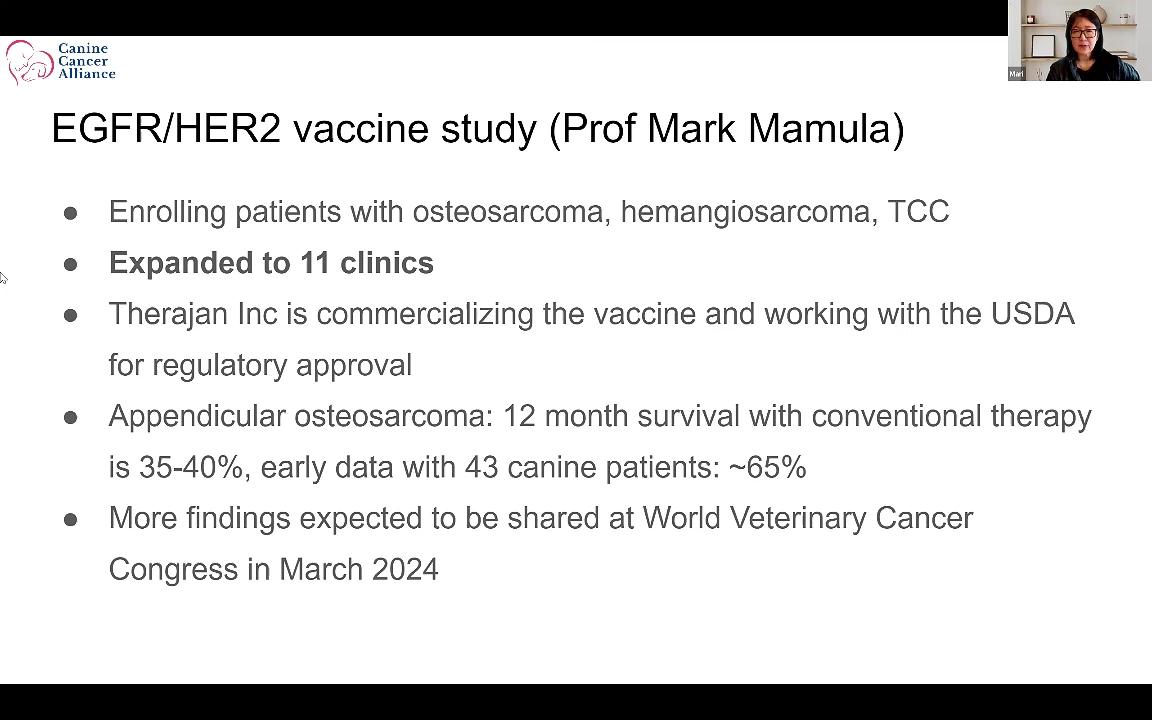 Canine
Cancer
Alliance
Mari
EGFR/HER2 vaccine study (Prof Mark Mamula)
● Enrolling patients with osteosarcoma, hemangiosarcoma, TCC
● Expanded to 11 clinics
● Therajan Inc is commercializing the vaccine and working with the USDA
for regulatory approval
● Appendicular osteosarcoma: 12 month survival with conventional therapy
is 35-40%, early data with 43 canine patients: ~65%
● More findings expected to be shared at World Veterinary Cancer
Congress in March 2024